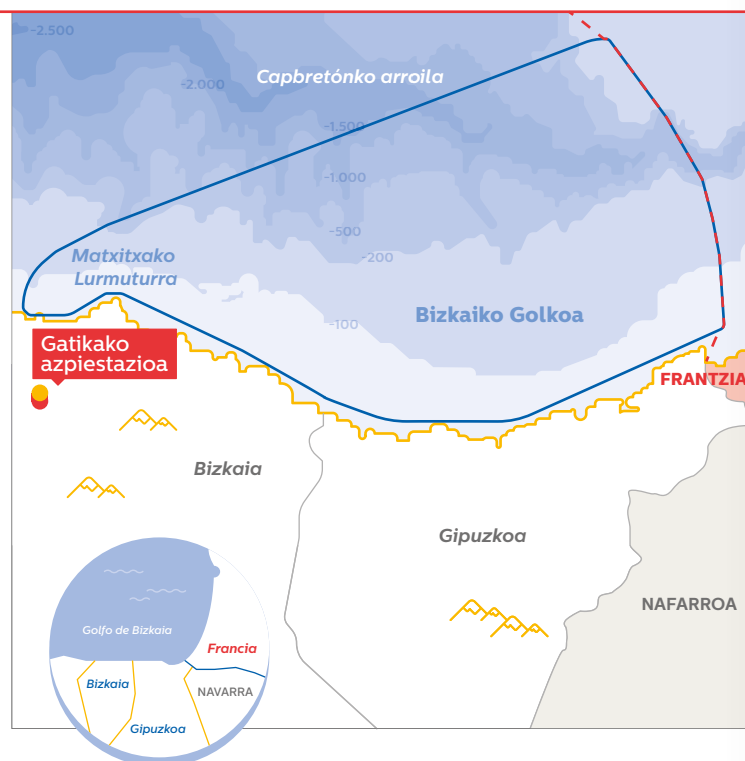 -2.500
Capbretónko arroila
-2.000
-1.500
-1.000
-500
-200
Matxitxako
Lurmuturra
Bizkaiko Golkoa
-100
Gatikako
azpiestazioa
FRANTZIA
Bizkaia
Gipuzkoa
NAFARROA
Golfo de Bizkaia
Francia
Bizkaia
NAVARRA
Gipuzkoa